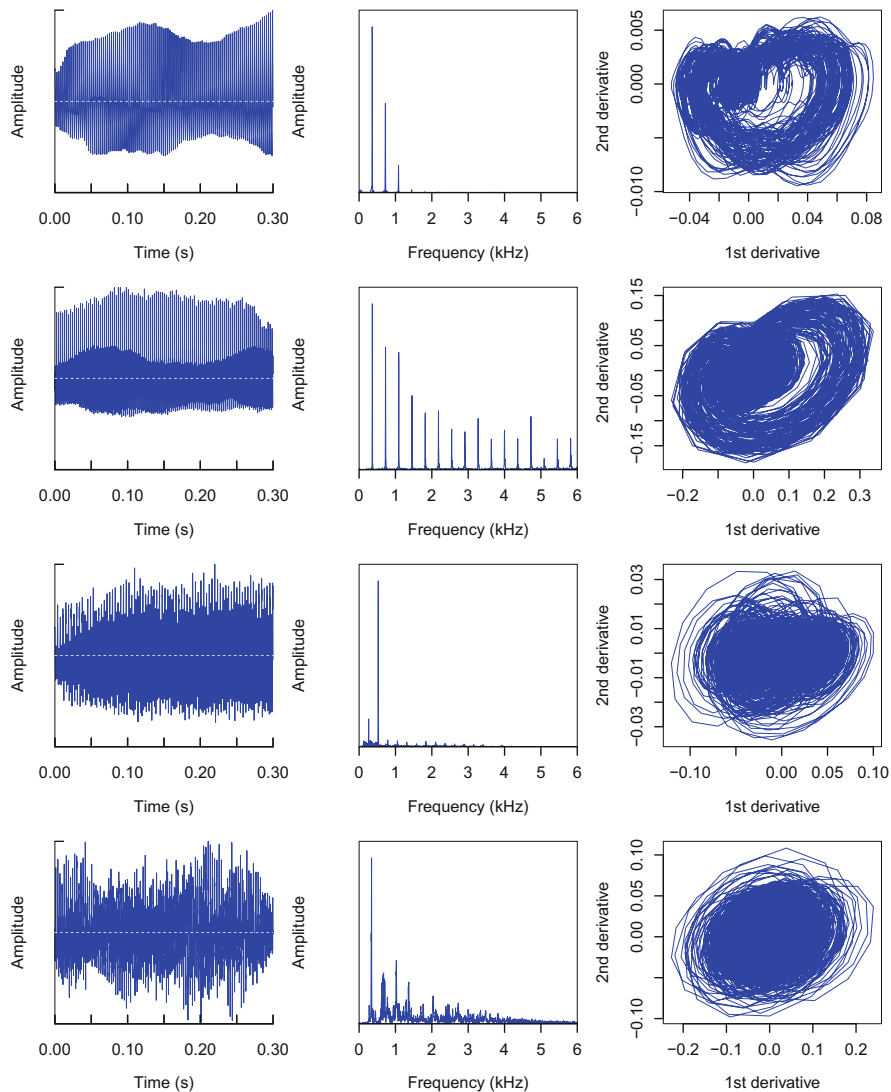 Amplitude
0.00 0.10 0.20 0.30
Time (s)
Amplitude
0 1 2 3 4 5 6
Frequency (kHz)
2nd derivative
0.005
0.000
−0.010
−0.04 0.00 0.04 0.08
1st derivative
Amplitude
0.00 0.10 0.20 0.30
Time (s)
Amplitude
0 1 2 3 4 5 6
Frequency (kHz)
2nd derivative
0.15
0.05
−0.05
−0.15
−0.2 0.0 0.1 0.2 0.3
1st derivative
Amplitude
0.00 0.10 0.20 0.30
Time (s)
Amplitude
0 1 2 3 4 5 6
Frequency (kHz)
2nd derivative
0.03
0.01
−0.01
−0.03
−0.10 0.00 0.05 0.10
1st derivative
Amplitude
0.00 0.10 0.20 0.30
Time (s)
Amplitude
0 1 2 3 4 5 6
Frequency (kHz)
2nd derivative
0.10
0.05
0.00
−0.10
−0.2 −0.1 0.0 0.1 0.2
1st derivative